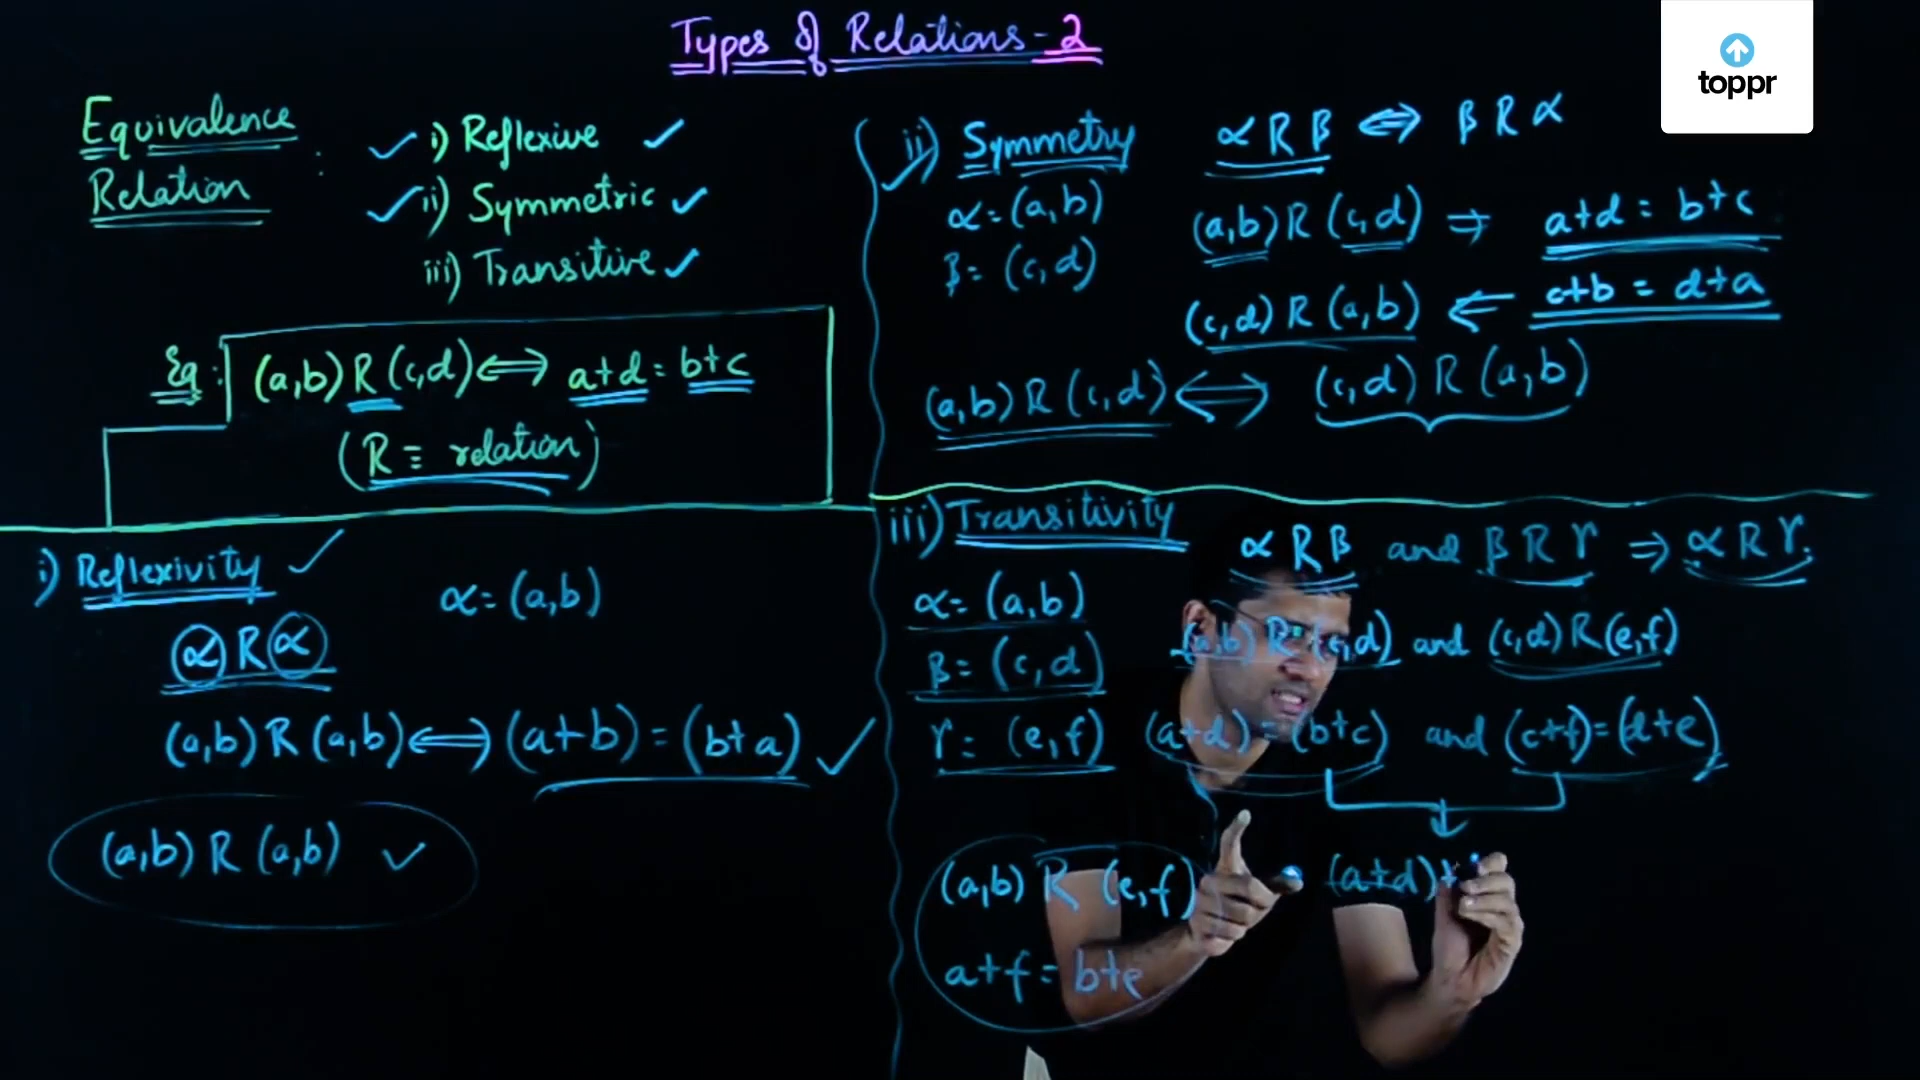 Types of Relations-2
toppr
Equivalence Relation :
i) Reflexive
ii) Symmetric
iii) Transitive
Eg: (a,b) R (c,d) ⟺ a+d = b+c
(R ≡ relation)
i) Reflexivity
α = (a,b)
α R α
(a,b) R (a,b) ⟺ (a+b) = (b+a)
(a,b) R (a,b)
ii) Symmetry α R β ⟺ β R α
α = (a,b) (a,b) R (c,d) ⇒ a+d = b+c
β = (c,d)
(c,d) R (a,b) ⇐ c+b = d+a
(a,b) R (c,d) ⟺ (c,d) R (a,b)
iii) Transitivity α R β and β R γ ⇒ α R γ.
α = (a,b)
β = (c,d) (a,b) R (c,d) and (c,d) R (e,f)
γ = (e,f) (a+d) = (b+c) and (c+f) = (d+e)
(a,b) R (e,f) (a+d)+
a+f = b+e